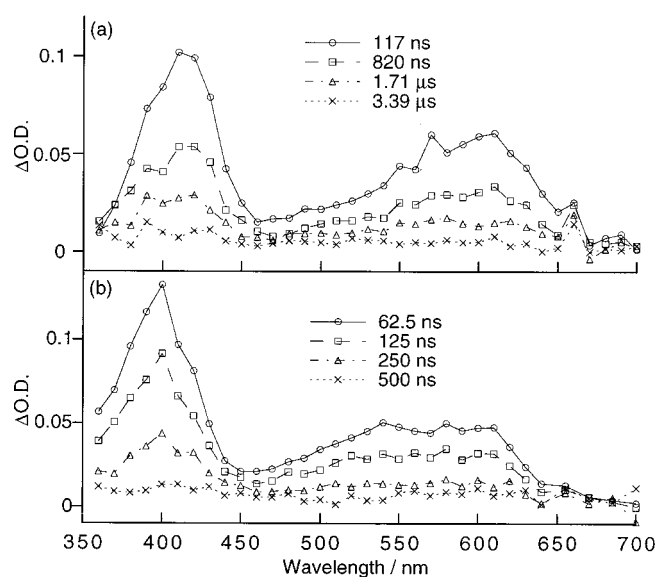 (a)
117 ns
820 ns
1.71 μs
3.39 μs
0.1
0.05
0
ΔO.D.
(b)
62.5 ns
125 ns
250 ns
500 ns
0.1
0.05
0
ΔO.D.
350 400 450 500 550 600 650 700
Wavelength / nm